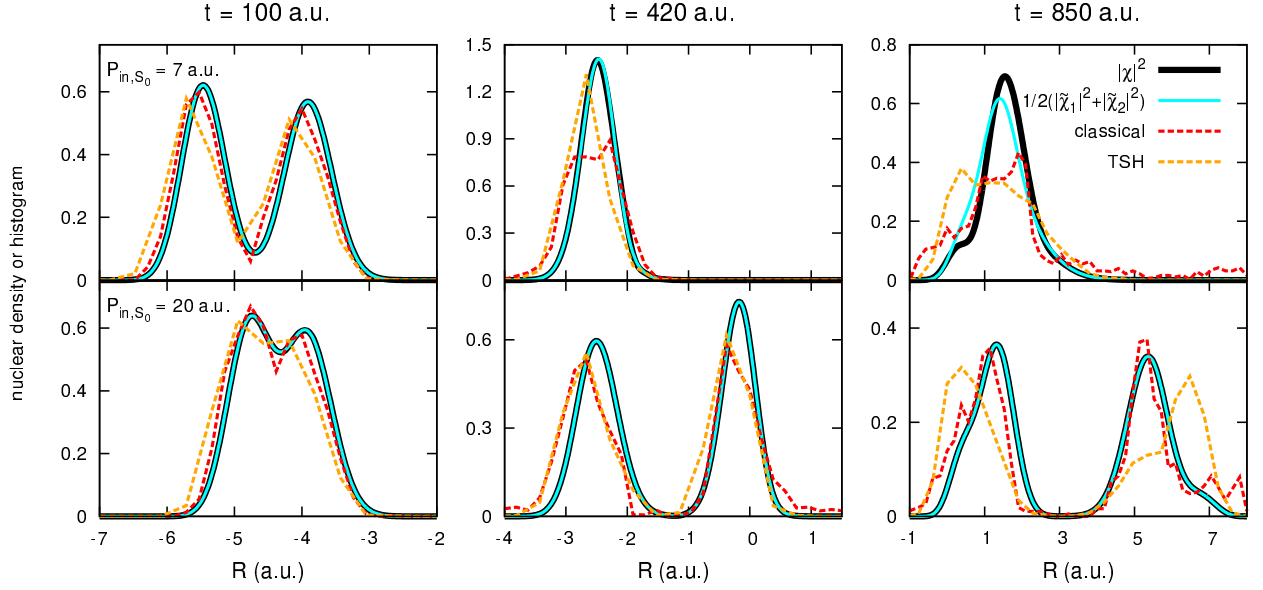 t = 100 a.u.
t = 420 a.u.
t = 850 a.u.
nuclear density or histogram
P_in,S₀ = 7 a.u.
0.6
0.4
0.2
0
1.5
1.2
0.9
0.6
0.3
0
|χ|²
1/2(|χ̃₁|²+|χ̃₂|²)
classical
TSH
0.8
0.6
0.4
0.2
0
P_in,S₀ = 20 a.u.
0.6
0.4
0.2
0
-7 -6 -5 -4 -3 -2
R (a.u.)
0.6
0.3
0
-4 -3 -2 -1 0 1
R (a.u.)
0.4
0.2
0
-1 1 3 5 7
R (a.u.)